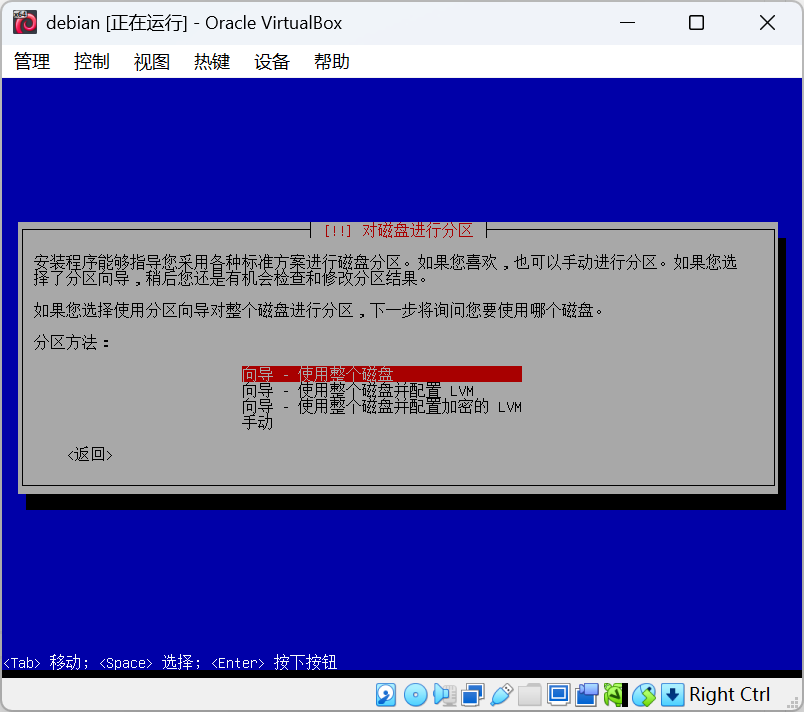 debian [正在运行] - Oracle VirtualBox
管理 控制 视图 热键 设备 帮助
[!!] 对磁盘进行分区
安装程序能够指导您采用各种标准方案进行磁盘分区。如果您喜欢，也可以手动进行分区。如果您选
择了分区向导，稍后您还是有机会检查和修改分区结果。
如果您选择使用分区向导对整个磁盘进行分区，下一步将询问您要使用哪个磁盘。
分区方法：
向导 - 使用整个磁盘
向导 - 使用整个磁盘并配置 LVM
向导 - 使用整个磁盘并配置加密的 LVM
手动
<返回>
<Tab> 移动; <Space> 选择; <Enter> 按下按钮
Right Ctrl